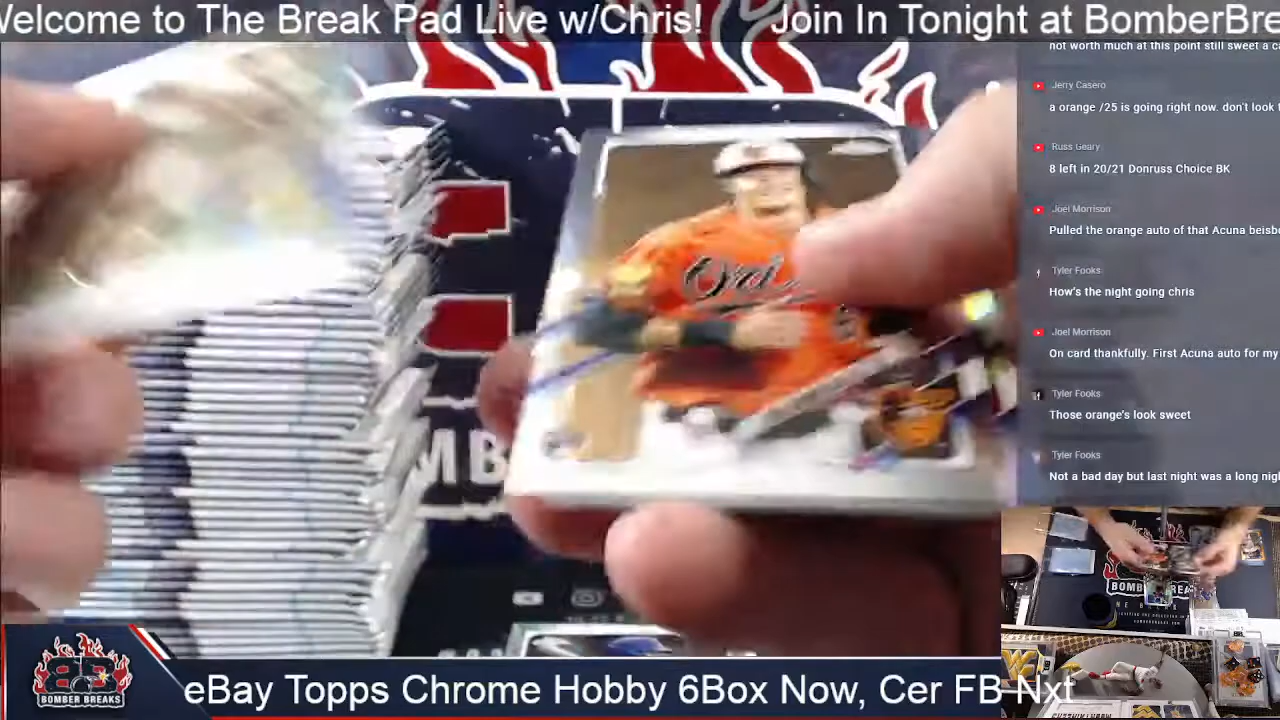 Welcome to The Break Pad Live w/Chris! Join In Tonight at BomberBre
not worth much at this point still sweet a c
Jerry Casero
a orange /25 is going right now. don't look
Russ Geary
8 left in 20/21 Donruss Choice BK
Joel Morrison
Pulled the orange auto of that Acuna beisbo
Tyler Fooks
How's the night going chris
Joel Morrison
On card thankfully. First Acuna auto for my
Tyler Fooks
Those orange's look sweet
Tyler Fooks
Not a bad day but last night was a long nig
BOMBER BREA
BOMBER BREAKS
eBay Topps Chrome Hobby 6Box Now, Cer FB Nxt